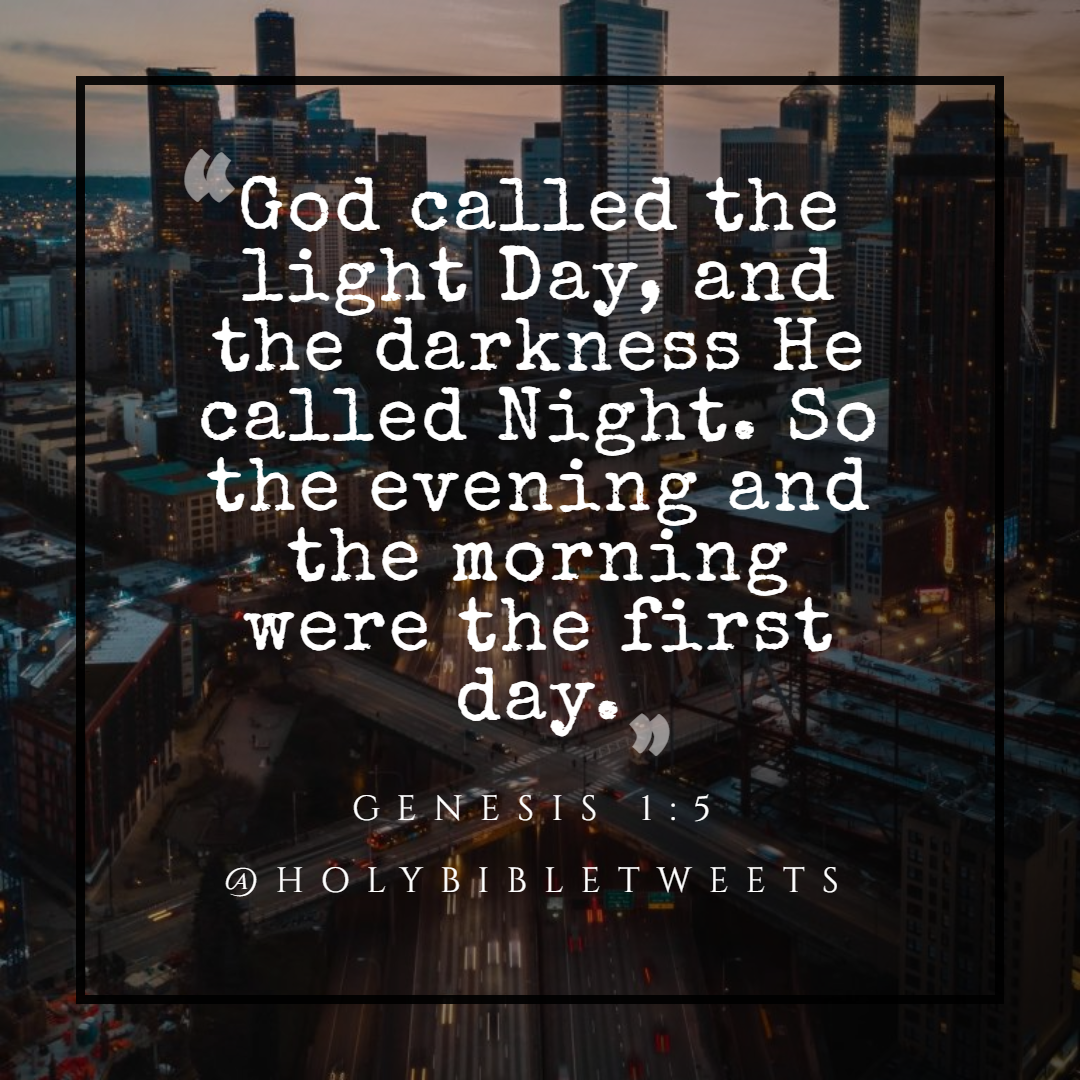 “God called the
light Day, and
the darkness He
called Night. So
the evening and
the morning
were the first
day.”
GENESIS 1:5
@HOLYBIBLETWEETS